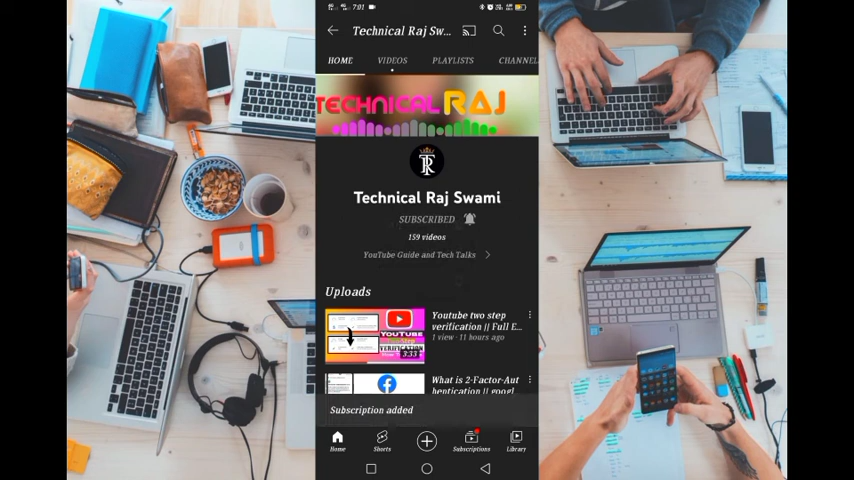 7:01
Technical Raj Sw...
HOME VIDEOS PLAYLISTS CHANNEL
TECHNICAL RAJ
TR
Technical Raj Swami
SUBSCRIBED
159 videos
YouTube Guide and Tech Talks
Uploads
Youtube two step
verification || Full E...
1 view · 11 hours ago
YOUTUBE
VERIFICATION
3:33
What is 2-Factor-Aut
hentication || googl
Subscription added
Home Shorts Subscriptions Library